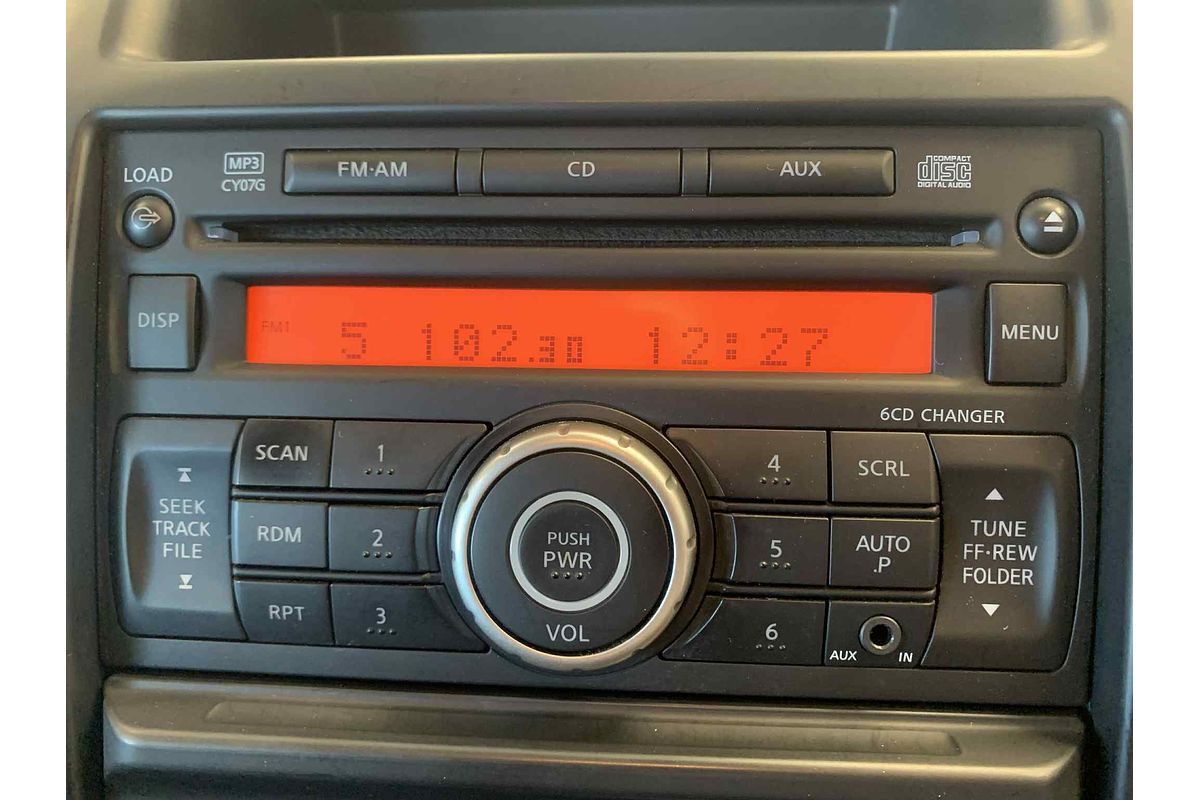 LOAD
MP3
CY07G
FM·AM
CD
AUX
COMPACT
disc
DIGITAL AUDIO
DISP
FM1
5 102.30 12:27
MENU
6CD CHANGER
SEEK
TRACK
FILE
SCAN
1
RDM
2
RPT
3
PUSH
PWR
VOL
4
SCRL
5
AUTO
.P
6
AUX IN
TUNE
FF·REW
FOLDER